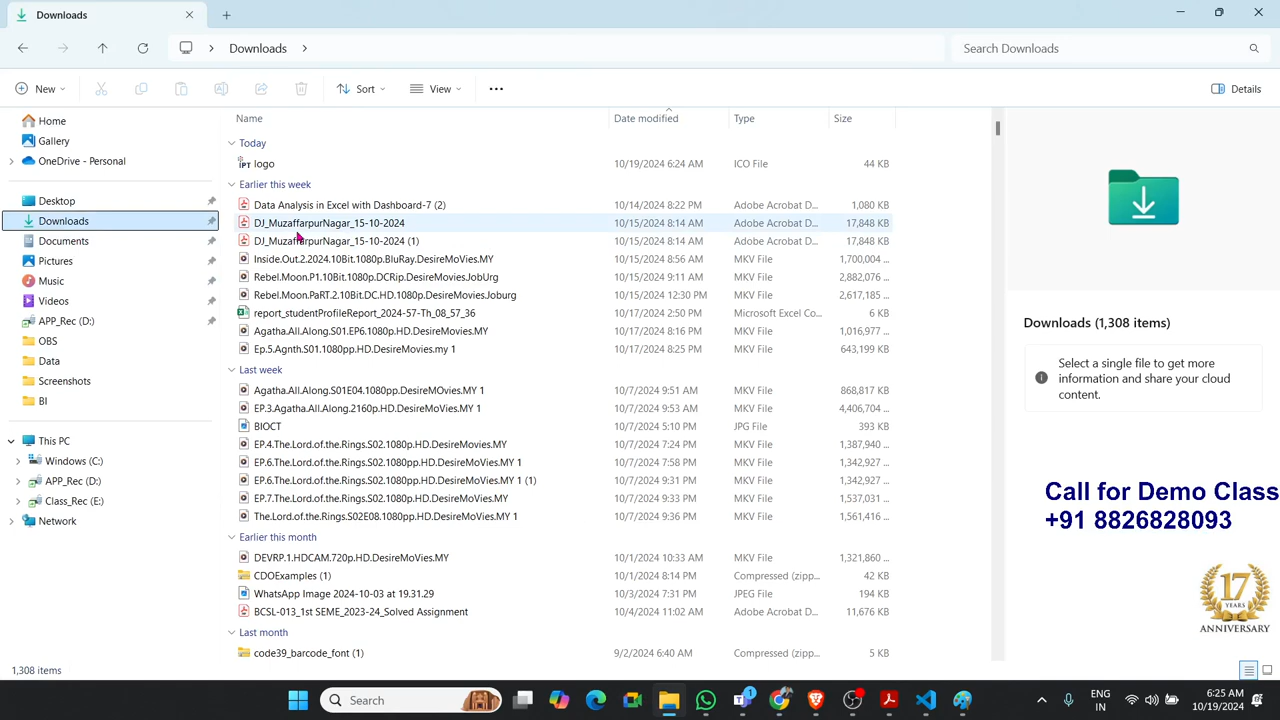 Downloads
Downloads
Search Downloads
New
Sort
View
Details
Home
Gallery
OneDrive - Personal
Desktop
Downloads
Documents
Pictures
Music
Videos
APP_Rec (D:)
OBS
Data
Screenshots
BI
This PC
Windows (C:)
APP_Rec (D:)
Class_Rec (E:)
Network
Name Date modified Type Size
Today
logo 10/19/2024 6:24 AM ICO File 44 KB
Earlier this week
Data Analysis in Excel with Dashboard-7 (2) 10/14/2024 8:22 PM Adobe Acrobat D... 1,080 KB
DJ_MuzaffarpurNagar_15-10-2024 10/15/2024 8:14 AM Adobe Acrobat D... 17,848 KB
DJ_MuzaffarpurNagar_15-10-2024 (1) 10/15/2024 8:14 AM Adobe Acrobat D... 17,848 KB
Inside.Out.2.2024.10Bit.1080p.BluRay.DesireMoVies.MY 10/15/2024 8:56 AM MKV File 1,700,004 ...
Rebel.Moon.P1.10Bit.1080p.DCRip.DesireMovies.JobUrg 10/15/2024 9:11 AM MKV File 2,882,076 ...
Rebel.Moon.PaRT.2.10Bit.DC.HD.1080p.DesireMovies.Joburg 10/15/2024 12:30 PM MKV File 2,617,185 ...
report_studentProfileReport_2024-57-Th_08_57_36 10/17/2024 2:50 PM Microsoft Excel Co... 6 KB
Agatha.All.Along.S01.EP6.1080p.HD.DesireMovies.MY 10/17/2024 8:16 PM MKV File 1,016,977 ...
Ep.5.Agnth.S01.1080pp.HD.DesireMovies.my 1 10/17/2024 8:25 PM MKV File 643,199 KB
Last week
Agatha.All.Along.S01E04.1080p.HD.DesireMOvies.MY 1 10/7/2024 9:51 AM MKV File 868,817 KB
EP.3.Agatha.All.Along.2160p.HD.DesireMovies.MY 1 10/7/2024 9:53 AM MKV File 4,406,704 ...
BIOCT 10/7/2024 5:10 PM JPG File 393 KB
EP.4.The.Lord.of.the.Rings.S02.1080p.HD.DesireMovies.MY 10/7/2024 7:24 PM MKV File 1,387,940 ...
EP.6.The.Lord.of.the.Rings.S02.1080pp.HD.DesireMoVies.MY 1 10/7/2024 7:58 PM MKV File 1,342,927 ...
EP.6.The.Lord.of.the.Rings.S02.1080pp.HD.DesireMoVies.MY 1 (1) 10/7/2024 9:31 PM MKV File 1,342,927 ...
EP.7.The.Lord.of.the.Rings.S02.1080pp.HD.DesireMovies.MY 10/7/2024 9:33 PM MKV File 1,537,031 ...
The.Lord.of.the.Rings.S02E08.1080p.HD.DesireMovies.MY 1 10/7/2024 9:36 PM MKV File 1,561,416 ...
Earlier this month
DEVRP.1.HDCAM.720p.HD.DesireMoVies.MY 10/1/2024 10:33 AM MKV File 1,321,860 ...
CDOExamples (1) 10/1/2024 8:14 PM Compressed (zipp... 42 KB
WhatsApp Image 2024-10-03 at 19.31.29 10/3/2024 7:31 PM JPEG File 194 KB
BCSL-013_1st SEME_2023-24_Solved Assignment 10/4/2024 11:02 AM Adobe Acrobat D... 11,676 KB
Last month
code39_barcode_font (1) 9/2/2024 6:40 AM Compressed (zipp... 5 KB
Downloads (1,308 items)
Select a single file to get more
information and share your cloud
content.
Call for Demo Class
+91 8826828093
17
YEARS
ANNIVERSARY
1,308 items
Search
1
ENG
IN
6:25 AM
10/19/2024